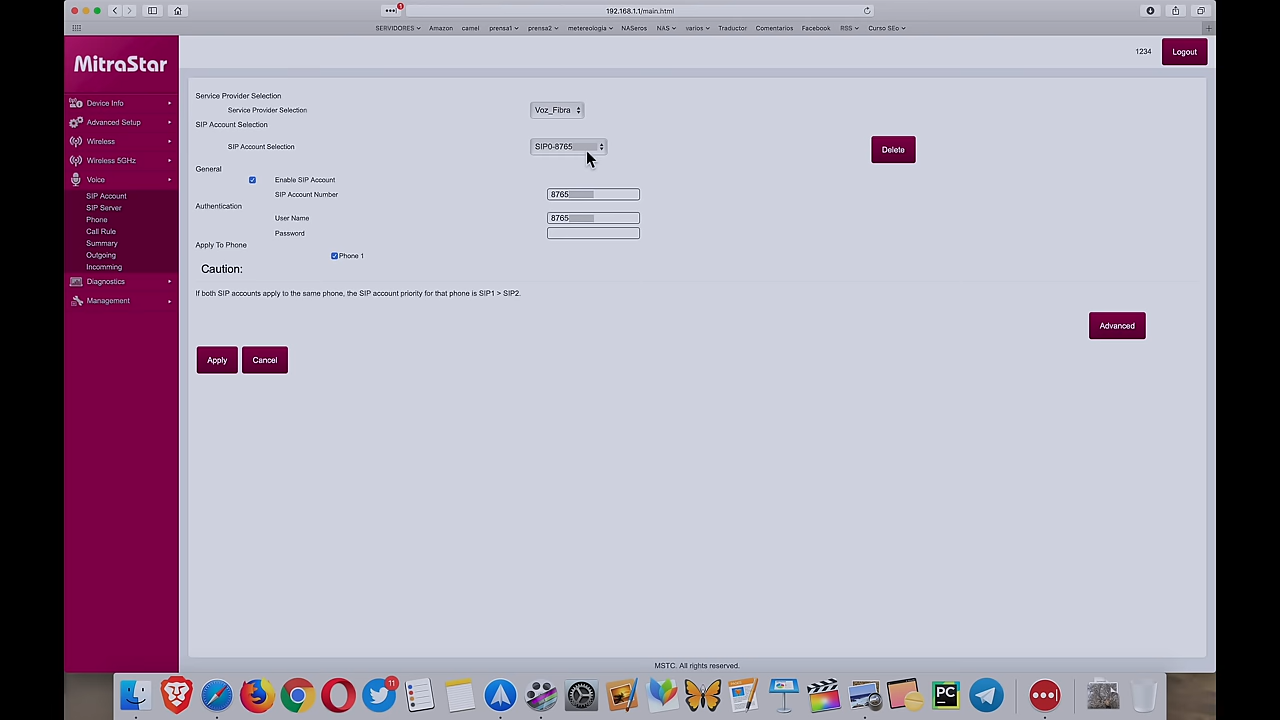 192.168.1.1/main.html
SERVIDORES Amazon camel prensa1 prensa2 metereologia NASeros NAS varios Traductor Comentarios Facebook RSS Curso SEo
MitraStar
1234 Logout
Device Info
Advanced Setup
Wireless
Wireless 5GHz
Voice
SIP Account
SIP Server
Phone
Call Rule
Summary
Outgoing
Incomming
Diagnostics
Management
Service Provider Selection
Service Provider Selection Voz_Fibra
SIP Account Selection
SIP Account Selection SIP0-8765 Delete
General
Enable SIP Account
SIP Account Number 8765
Authentication
User Name 8765
Password
Apply To Phone
Phone 1
Caution:
If both SIP accounts apply to the same phone, the SIP account priority for that phone is SIP1 > SIP2.
Advanced
Apply Cancel
MSTC. All rights reserved.
11
PC